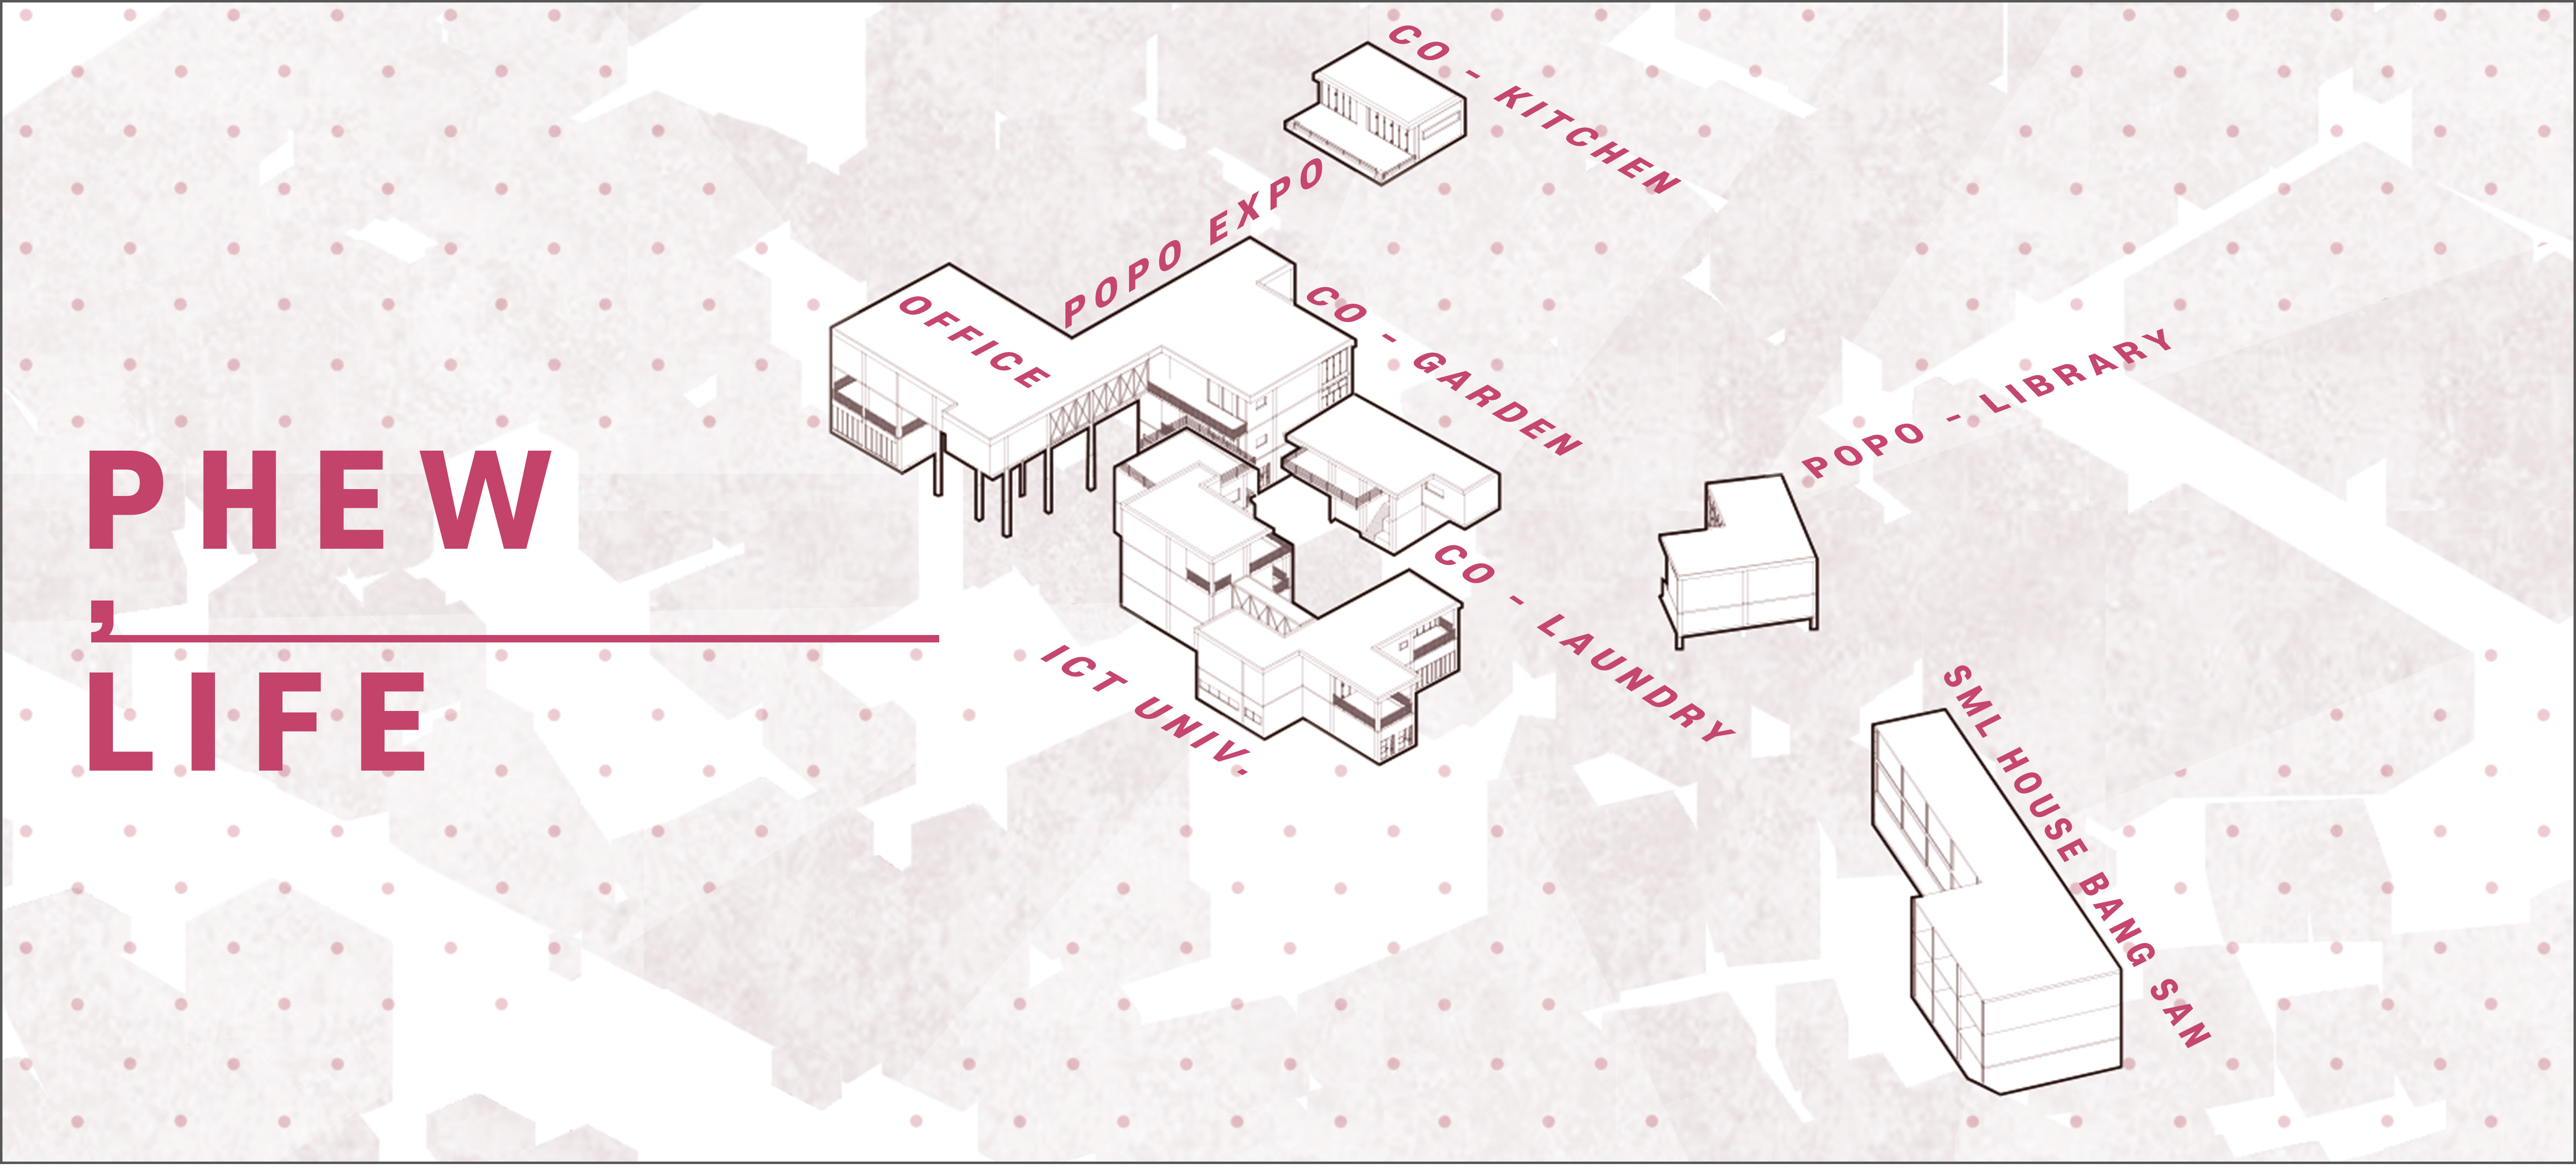 PHEW
,
LIFE
CO - KITCHEN
POPO EXPO
OFFICE
CO - GARDEN
POPO - LIBRARY
CO - LAUNDRY
ICT UNIV.
SML HOUSE BANG SAN